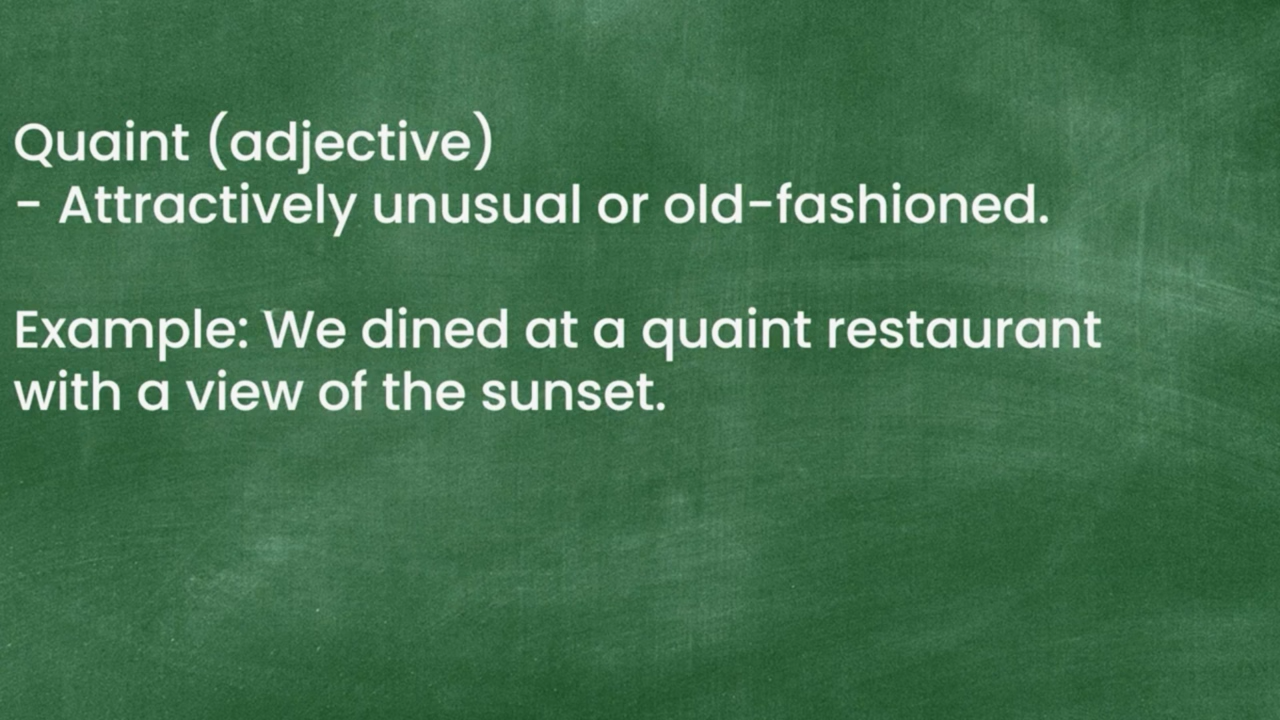 Quaint (adjective)
- Attractively unusual or old-fashioned.
Example: We dined at a quaint restaurant
with a view of the sunset.